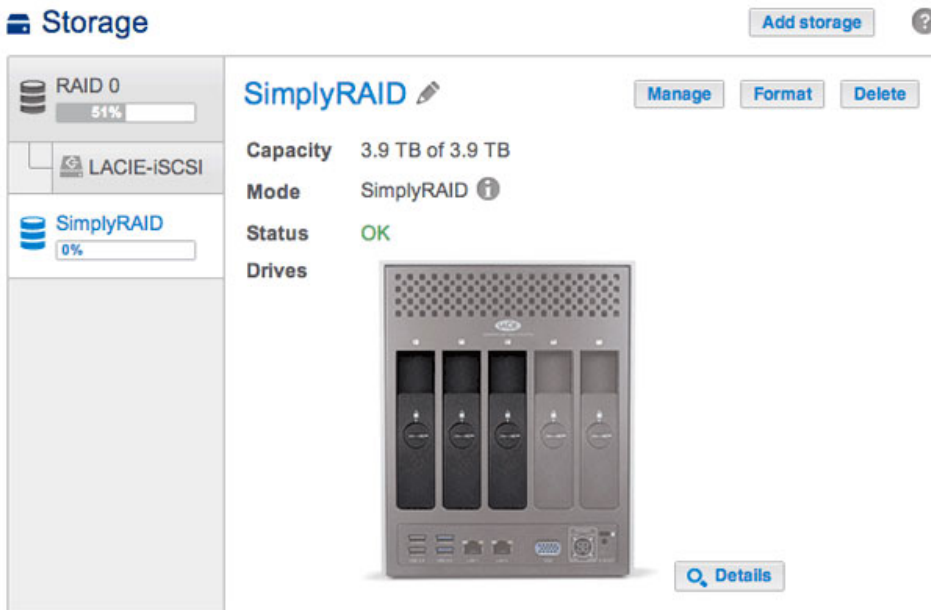 Storage
Add storage
?
RAID 0
51%
LACIE-iSCSI
SimplyRAID
0%
SimplyRAID
Manage
Format
Delete
Capacity 3.9 TB of 3.9 TB
Mode SimplyRAID i
Status OK
Drives
LACIE
Details